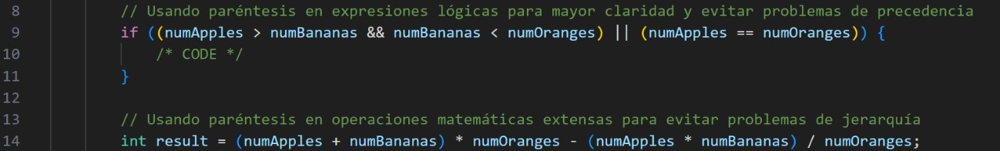 8 // Usando paréntesis en expresiones lógicas para mayor claridad y evitar problemas de precedencia
9 if ((numApples > numBananas && numBananas < numOranges) || (numApples == numOranges)) {
10 /* CODE */
11 }
12
13 // Usando paréntesis en operaciones matemáticas extensas para evitar problemas de jerarquía
14 int result = (numApples + numBananas) * numOranges - (numApples * numBananas) / numOranges;